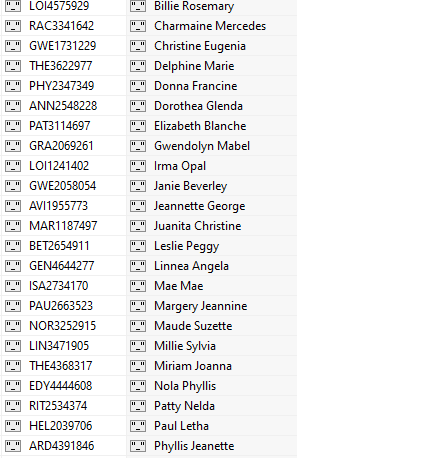 LOI4575929 Billie Rosemary
RAC3341642 Charmaine Mercedes
GWE1731229 Christine Eugenia
THE3622977 Delphine Marie
PHY2347349 Donna Francine
ANN2548228 Dorothea Glenda
PAT3114697 Elizabeth Blanche
GRA2069261 Gwendolyn Mabel
LOI1241402 Irma Opal
GWE2058054 Janie Beverley
AVI1955773 Jeannette George
MAR1187497 Juanita Christine
BET2654911 Leslie Peggy
GEN4644277 Linnea Angela
ISA2734170 Mae Mae
PAU2663523 Margery Jeannine
NOR3252915 Maude Suzette
LIN3471905 Millie Sylvia
THE4368317 Miriam Joanna
EDY4444608 Nola Phyllis
RIT2534374 Patty Nelda
HEL2039706 Paul Letha
ARD4391846 Phyllis Jeanette